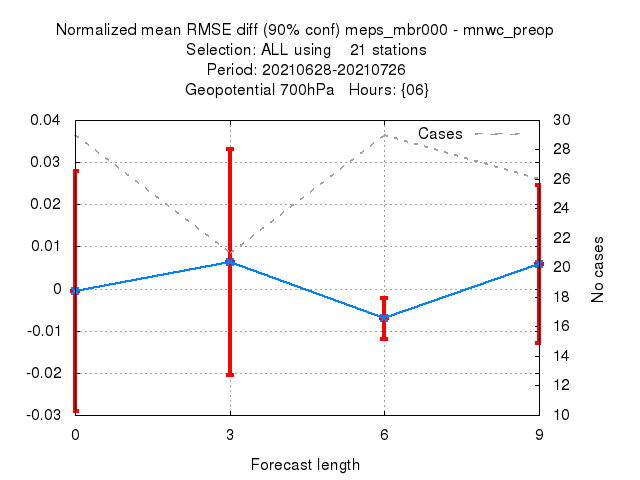 Normalized mean RMSE diff (90% conf) meps_mbr000 - mnwc_preop
Selection: ALL using    21 stations
Period: 20210628-20210726
Geopotential 700hPa   Hours: {06}
Cases
0.04
0.03
0.02
0.01
0
-0.01
-0.02
-0.03
30
28
26
24
22
20
18
16
14
12
10
No cases
0 3 6 9
Forecast length